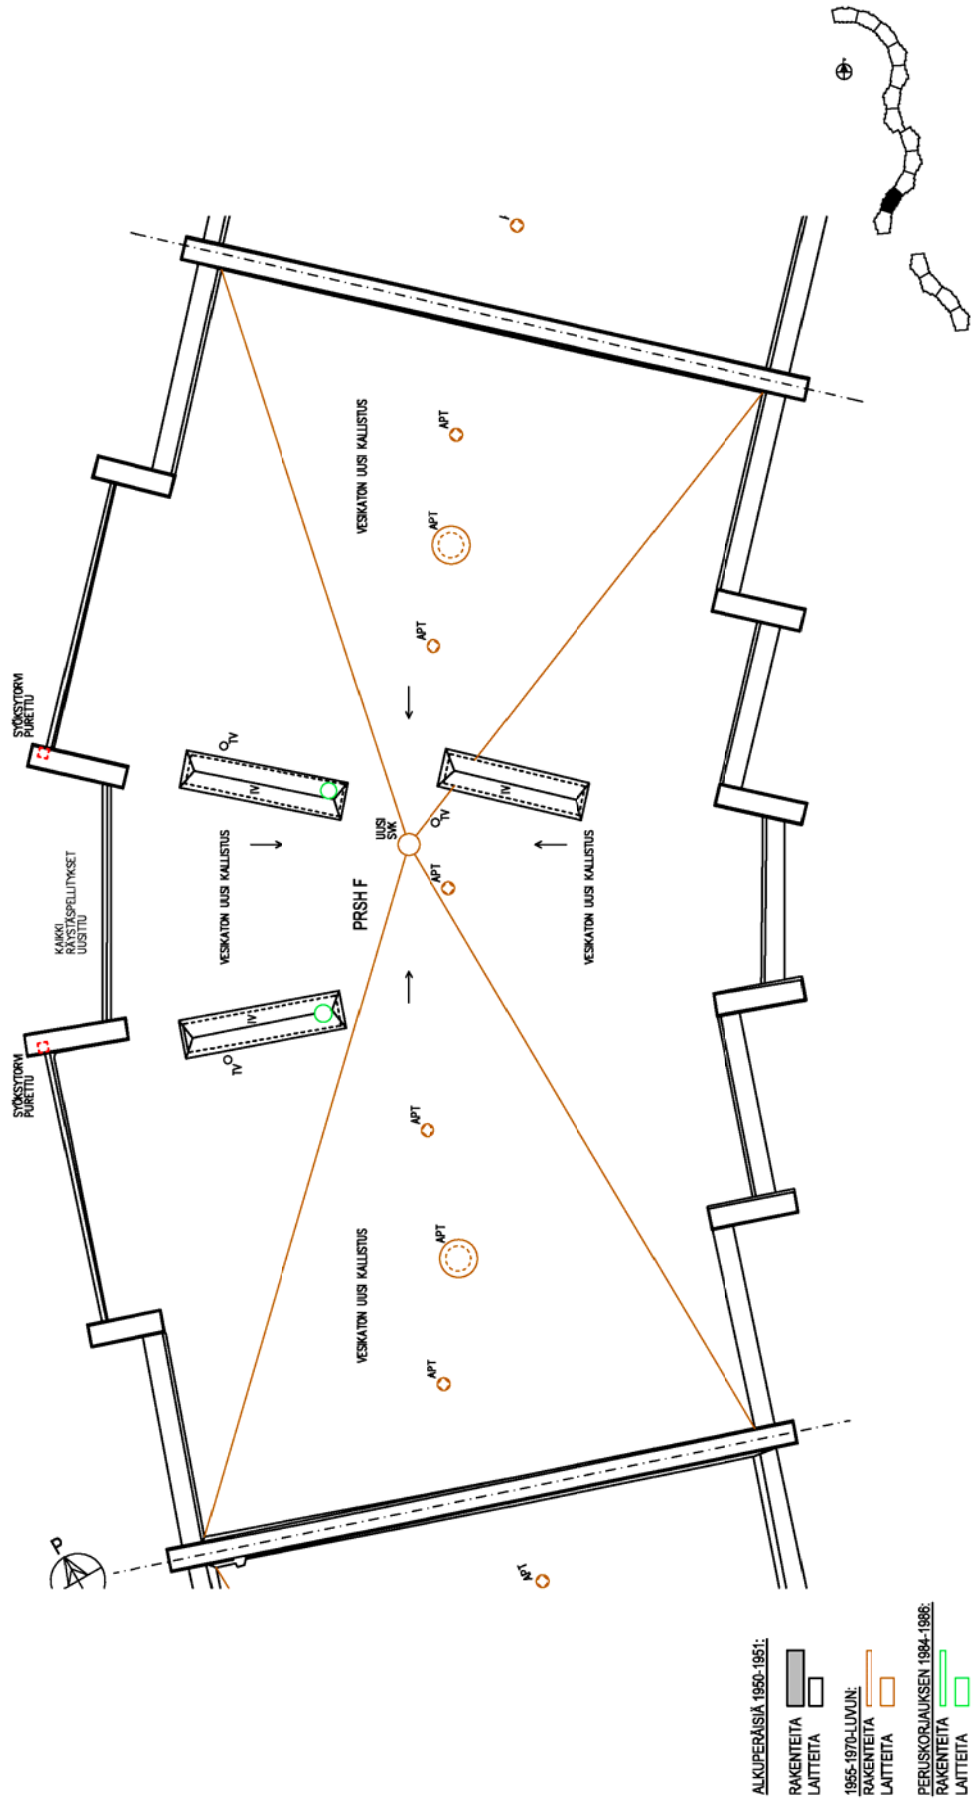 SYÖKSYTORVI
PURETTU
KAIKKI
RÄYSTÄSPELLITYKSET
UUSITTU
SYÖKSYTORVI
PURETTU
VESIKATON UUSI KALLISTUS
APT
APT
APT
TV
IV
IV
TV
UUSI
SVK
APT
PRSH F
VESIKATON UUSI KALLISTUS
VESIKATON UUSI KALLISTUS
IV
TV
APT
VESIKATON UUSI KALLISTUS
APT
APT
APT
P
ALKUPERÄISIÄ 1950-1951:
RAKENTEITA
LAITTEITA
1955-1970-LUVUN:
RAKENTEITA
LAITTEITA
PERUSKORJAUKSEN 1984-1986:
RAKENTEITA
LAITTEITA